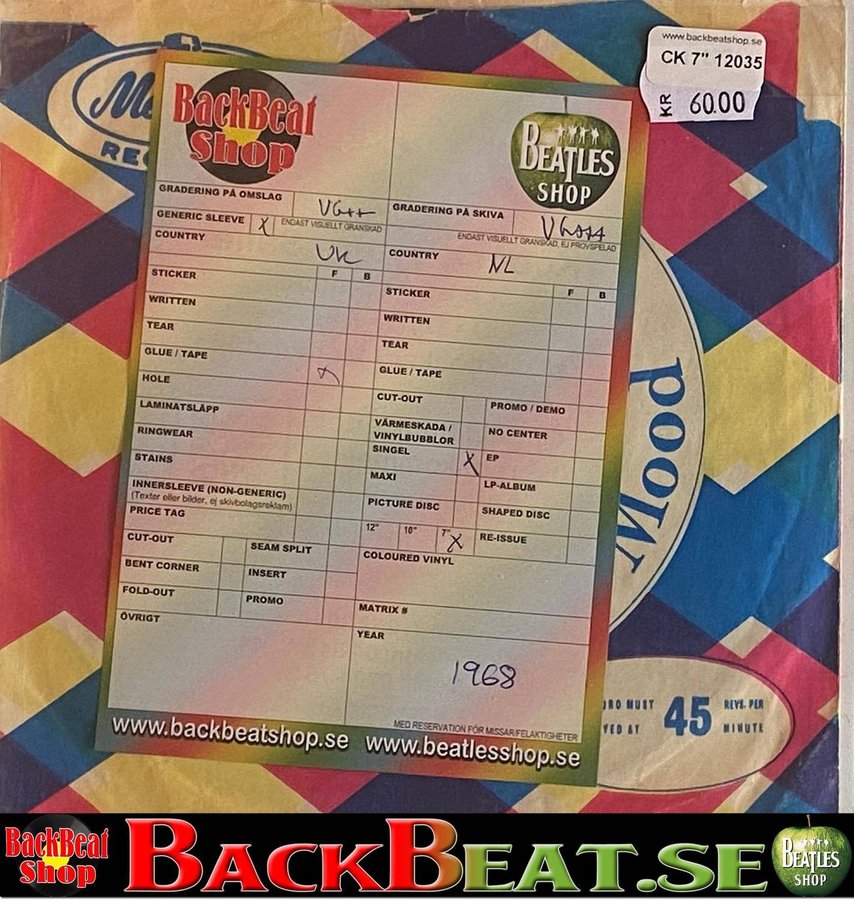 www.backbeatshop.se
CK 7" 12035
KR 60.00
REC
BackBeat
Shop
BEATLES
SHOP
GRADERING PÅ OMSLAG VG++
GENERIC SLEEVE X ENDAST VISUELLT GRANSKAD
COUNTRY UK
F B
STICKER
WRITTEN
TEAR
GLUE / TAPE
HOLE
LAMINATSLÄPP
RINGWEAR
STAINS
INNERSLEEVE (NON-GENERIC)
(Texter eller bilder, ej skivbolagsreklam)
PRICE TAG
CUT-OUT SEAM SPLIT
BENT CORNER INSERT
FOLD-OUT PROMO
ÖVRIGT
GRADERING PÅ SKIVA VG+++
ENDAST VISUELLT GRANSKAD, EJ PROVSPELAD
COUNTRY NL
F B
STICKER
WRITTEN
TEAR
GLUE / TAPE
CUT-OUT PROMO / DEMO
VÄRMESKADA /
VINYLBUBBLOR NO CENTER
SINGEL X EP
MAXI LP-ALBUM
PICTURE DISC SHAPED DISC
12" 10" 7" X RE-ISSUE
COLOURED VINYL
MATRIX #
YEAR
1968
MED RESERVATION FÖR MISSAR/FELAKTIGHETER
www.backbeatshop.se www.beatlesshop.se
Mood
MUST 45 REVS. PER
AT MINUTE
BackBeat
Shop
BACKBEAT.SE
BEATLES
SHOP